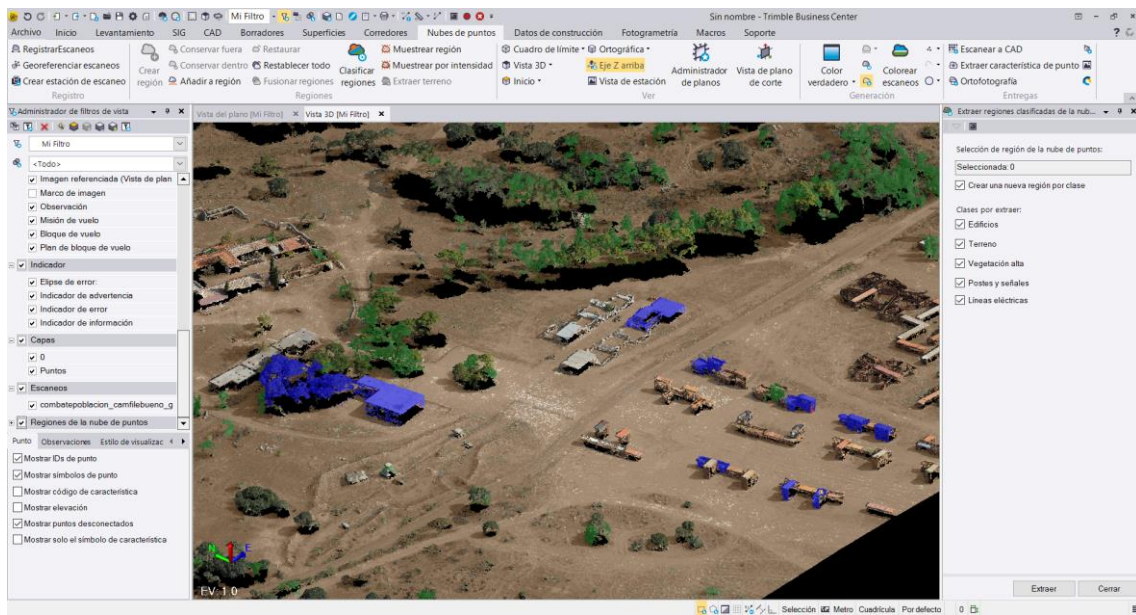 Mi Filtro
Sin nombre - Trimble Business Center
Archivo Inicio Levantamiento SIG CAD Borradores Superficies Corredores Nubes de puntos Datos de construcción Fotogrametría Macros Soporte
RegistrarEscaneos
Georeferenciar escaneos
Crear estación de escaneo
Registro
Crear región
Conservar fuera
Conservar dentro
Añadir a región
Restaurar
Restablecer todo
Fusionar regiones
Clasificar regiones
Muestrear región
Muestrear por intensidad
Extraer terreno
Regiones
Cuadro de límite
Vista 3D
Inicio
Ortográfica
Eje Z arriba
Vista de estación
Administrador de planos
Vista de plano de corte
Ver
Color verdadero
Colorear escaneos
4
Generación
Escanear a CAD
Extraer característica de punto
Ortofotografía
Entregas
Administrador de filtros de vista
Mi Filtro
<Todo>
Imagen referenciada (Vista de plan
Marco de imagen
Observación
Misión de vuelo
Bloque de vuelo
Plan de bloque de vuelo
Indicador
Elipse de error:
Indicador de advertencia
Indicador de error
Indicador de información
Capas
0
Puntos
Escaneos
combatepoblacion_camfilebueno_g
Regiones de la nube de puntos
Punto Observaciones Estilo de visualizac
Mostrar IDs de punto
Mostrar símbolos de punto
Mostrar código de característica
Mostrar elevación
Mostrar puntos desconectados
Mostrar solo el símbolo de característica
Vista del plano [Mi Filtro]
Vista 3D [Mi Filtro]
N E
EV 1.0
Extraer regiones clasificadas de la nub...
Selección de región de la nube de puntos:
Seleccionada: 0
Crear una nueva región por clase
Clases por extraer:
Edificios
Terreno
Vegetación alta
Postes y señales
Líneas eléctricas
Extraer Cerrar
Selección Metro Cuadrícula Por defecto 0